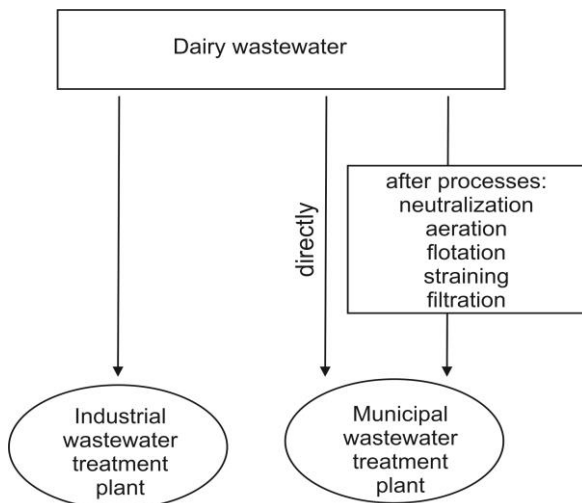 Dairy wastewater
directly
after processes:
neutralization
aeration
flotation
straining
filtration
Industrial
wastewater
treatment
plant
Municipal
wastewater
treatment
plant